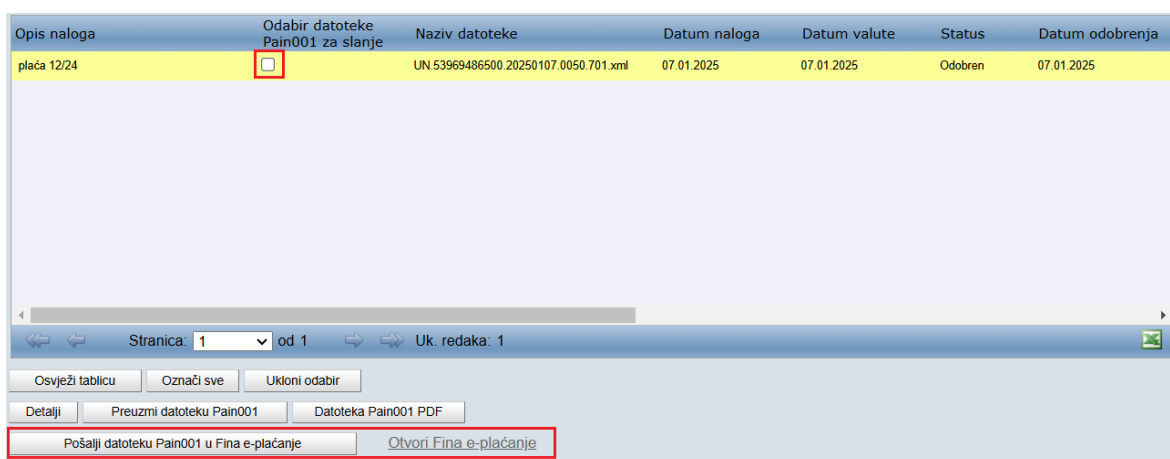 Opis naloga Odabir datoteke Pain001 za slanje Naziv datoteke Datum naloga Datum valute Status Datum odobrenja
plaća 12/24 UN.53969486500.20250107.0050.701.xml 07.01.2025 07.01.2025 Odobren 07.01.2025
Stranica: 1 od 1 Uk. redaka: 1
Osvježi tablicu Označi sve Ukloni odabir
Detalji Preuzmi datoteku Pain001 Datoteka Pain001 PDF
Pošalji datoteku Pain001 u Fina e-plaćanje Otvori Fina e-plaćanje